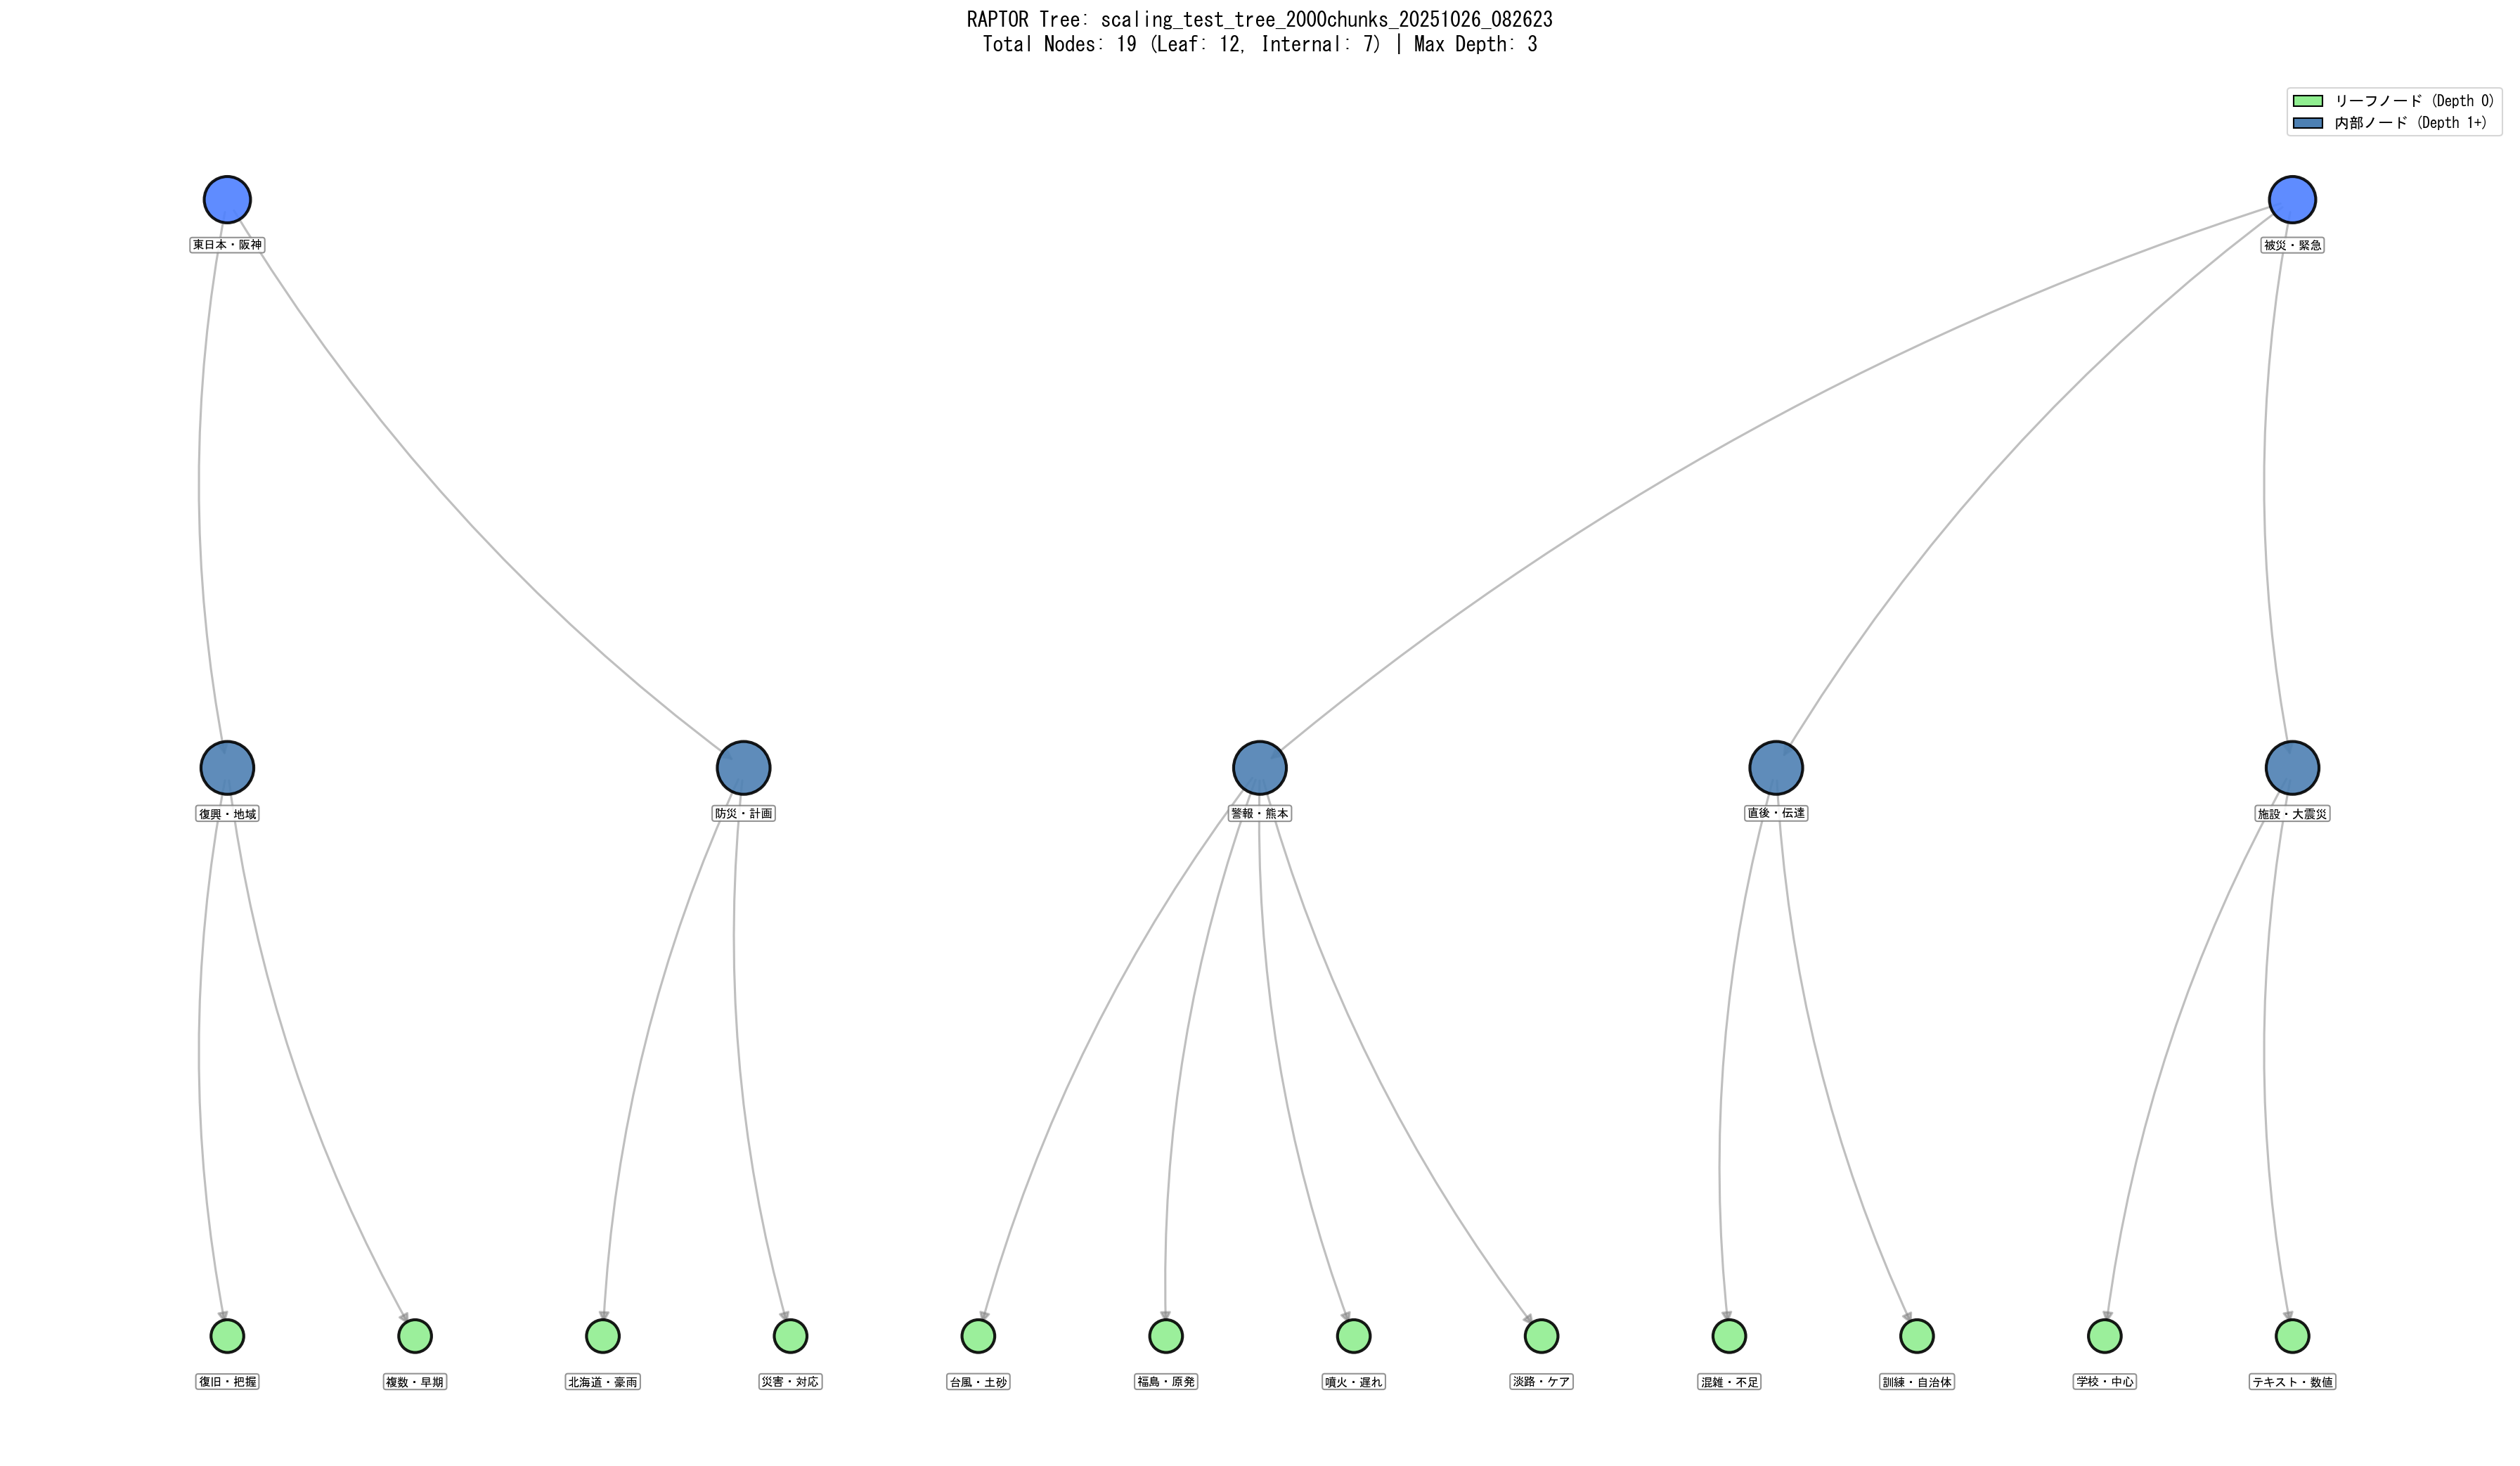 RAPTOR Tree: scaling_test_tree_2000chunks_20251026_082623
Total Nodes: 19 (Leaf: 12, Internal: 7) | Max Depth: 3
リーフノード (Depth 0)
内部ノード (Depth 1+)
東日本・阪神
被災・緊急
復興・地域
防災・計画
警報・熊本
直後・伝達
施設・大震災
復旧・把握
複数・早期
北海道・豪雨
災害・対応
台風・土砂
福島・原発
噴火・遅れ
淡路・ケア
混雑・不足
訓練・自治体
学校・中心
テキスト・数値